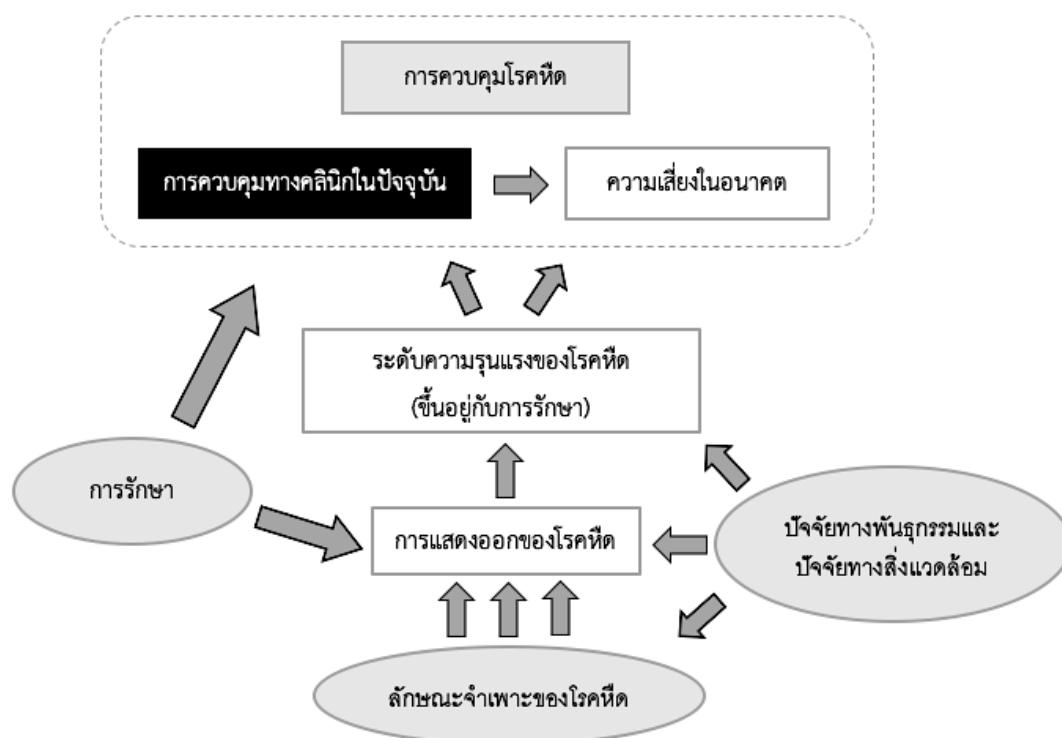 การควบคุมโรคหืด
การควบคุมทางคลินิกในปัจจุบัน
ความเสี่ยงในอนาคต
ระดับความรุนแรงของโรคหืด
(ขึ้นอยู่กับการรักษา)
การรักษา
การแสดงออกของโรคหืด
ปัจจัยทางพันธุกรรมและ
ปัจจัยทางสิ่งแวดล้อม
ลักษณะจำเพาะของโรคหืด